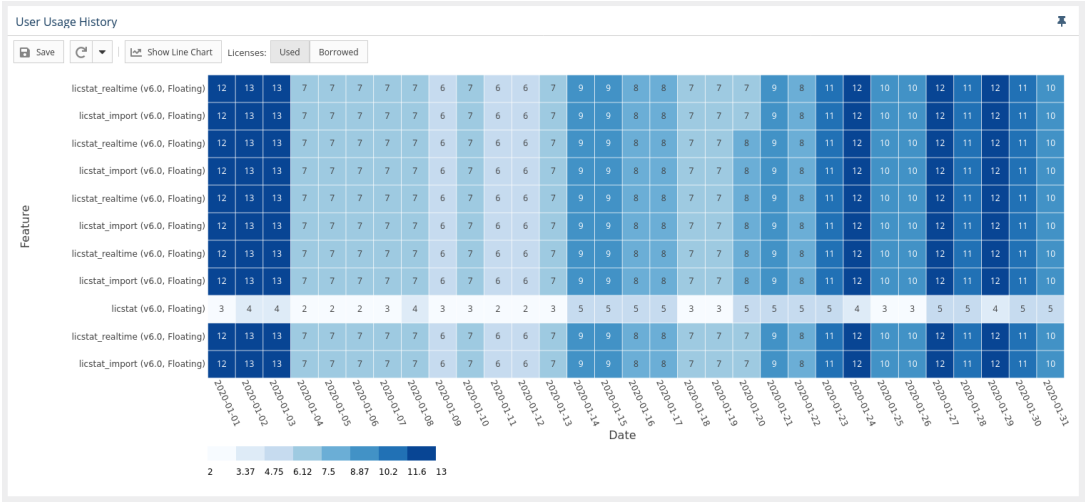 User Usage History
Save Show Line Chart Licenses: Used Borrowed
Feature
licstat_realtime (v6.0, Floating) 12 13 13 7 7 7 7 7 6 7 6 6 7 9 9 8 8 7 7 7 9 8 11 12 10 10 12 11 12 11 10
licstat_import (v6.0, Floating) 12 13 13 7 7 7 7 7 6 7 6 6 7 9 9 8 8 7 7 7 9 8 11 12 10 10 12 11 12 11 10
licstat_realtime (v6.0, Floating) 12 13 13 7 7 7 7 7 6 7 6 6 7 9 9 8 8 7 7 8 9 8 11 12 10 10 12 11 12 11 10
licstat_import (v6.0, Floating) 12 13 13 7 7 7 7 7 6 7 6 6 7 9 9 8 8 7 7 8 9 8 11 12 10 10 12 11 12 11 10
licstat_realtime (v6.0, Floating) 12 13 13 7 7 7 7 7 6 7 6 6 7 9 9 8 8 7 7 8 9 8 11 12 10 10 12 11 12 11 10
licstat_import (v6.0, Floating) 12 13 13 7 7 7 7 7 6 7 6 6 7 9 9 8 8 7 7 8 9 8 11 12 10 10 12 11 12 11 10
licstat_realtime (v6.0, Floating) 12 13 13 7 7 7 7 7 6 7 6 6 7 9 9 8 8 7 7 8 9 8 11 12 10 10 12 11 12 11 10
licstat_import (v6.0, Floating) 12 13 13 7 7 7 7 7 6 7 6 6 7 9 9 8 8 7 7 8 9 8 11 12 10 10 12 11 12 11 10
licstat (v6.0, Floating) 3 4 4 2 2 2 3 4 3 3 2 2 3 5 5 5 5 3 3 5 5 5 5 4 3 3 5 5 4 5 5
licstat_realtime (v6.0, Floating) 12 13 13 7 7 7 7 7 6 7 6 6 7 9 9 8 8 7 7 7 9 8 11 12 10 10 12 11 12 11 10
licstat_import (v6.0, Floating) 12 13 13 7 7 7 7 7 6 7 6 6 7 9 9 8 8 7 7 7 9 8 11 12 10 10 12 11 12 11 10
2020-01-01 2020-01-02 2020-01-03 2020-01-04 2020-01-05 2020-01-06 2020-01-07 2020-01-08 2020-01-09 2020-01-10 2020-01-11 2020-01-12 2020-01-13 2020-01-14 2020-01-15 2020-01-16 2020-01-17 2020-01-18 2020-01-19 2020-01-20 2020-01-21 2020-01-22 2020-01-23 2020-01-24 2020-01-25 2020-01-26 2020-01-27 2020-01-28 2020-01-29 2020-01-30 2020-01-31
Date
2 3.37 4.75 6.12 7.5 8.87 10.2 11.6 13